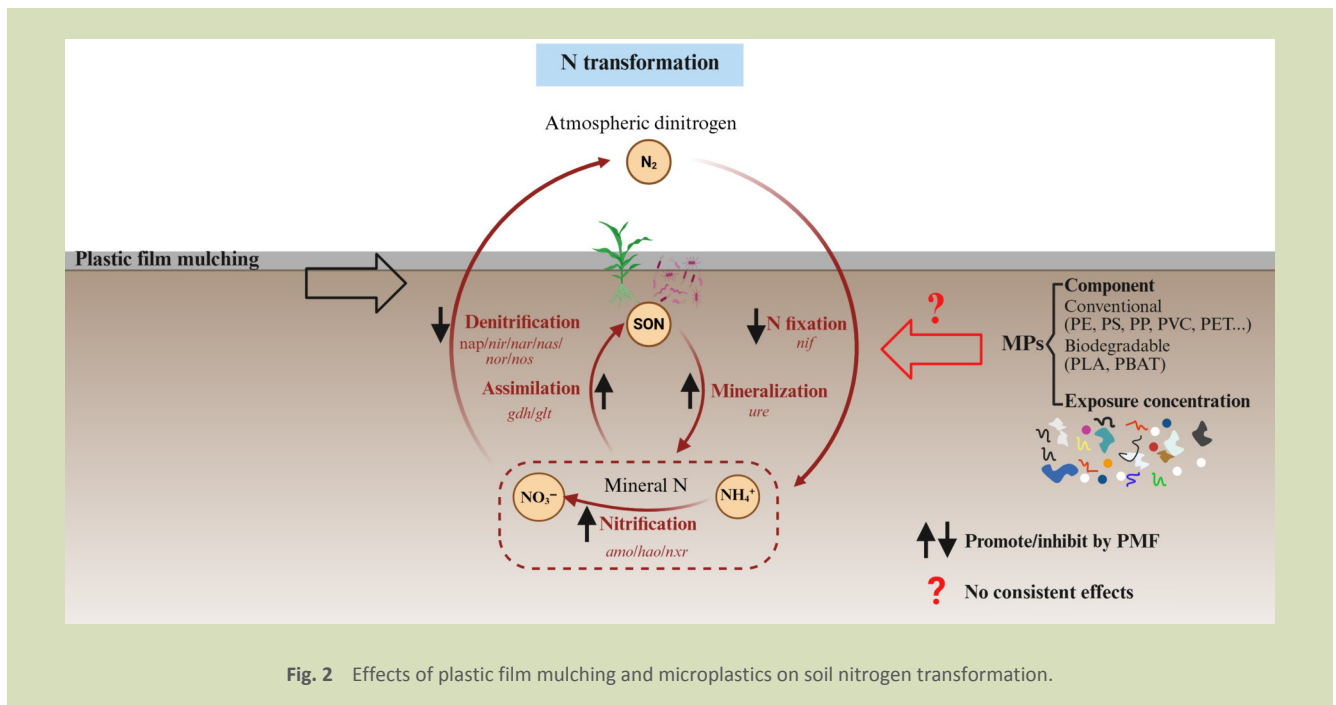 N transformation
Atmospheric dinitrogen
N₂
Plastic film mulching
Denitrification
nap/nir/nar/nas/
nor/nos
SON
N fixation
nif
Assimilation
gdh/glt
Mineralization
ure
NO₃⁻
Mineral N
NH₄⁺
Nitrification
amo/hao/nxr
?
MPs
Component
Conventional
(PE, PS, PP, PVC, PET...)
Biodegradable
(PLA, PBAT)
Exposure concentration
Promote/inhibit by PMF
? No consistent effects
Fig. 2 Effects of plastic film mulching and microplastics on soil nitrogen transformation.